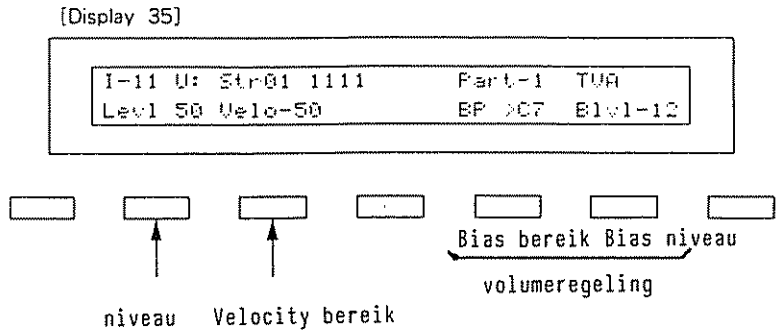 [Display 35]
I-11 U: Str01 1111 Part-1 TVA
Levl 50 Velo-50 BP >C7 Blvl-12
Bias bereik Bias niveau
volumeregeling
niveau Velocity bereik